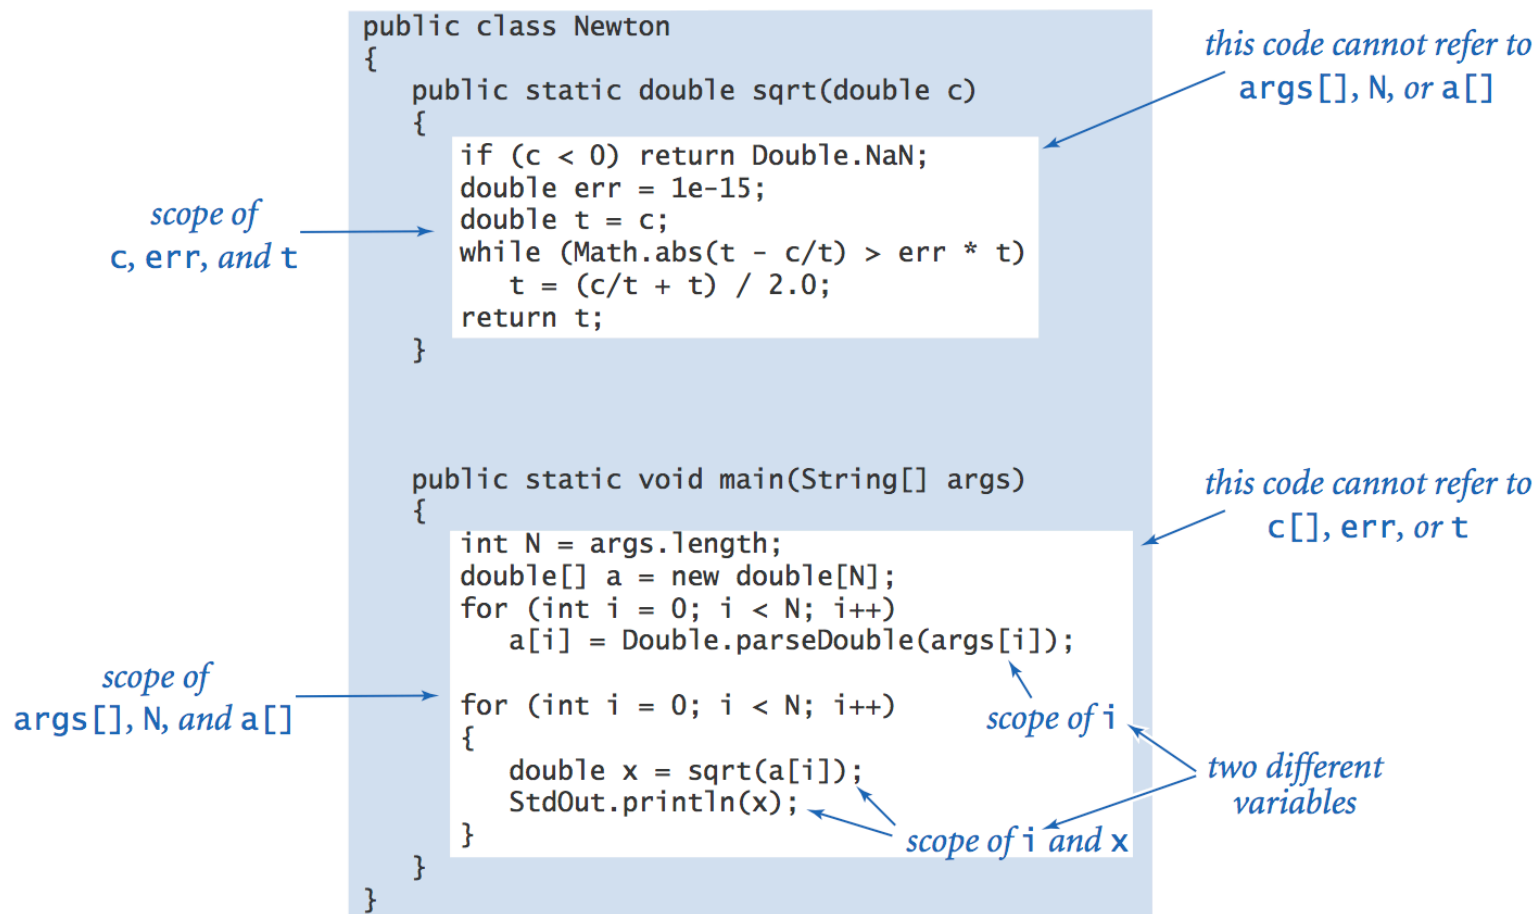 public class Newton
{
public static double sqrt(double c)
{
if (c < 0) return Double.NaN;
double err = 1e-15;
double t = c;
while (Math.abs(t - c/t) > err * t)
t = (c/t + t) / 2.0;
return t;
}
this code cannot refer to
args[], N, or a[]
scope of
c, err, and t
public static void main(String[] args)
{
int N = args.length;
double[] a = new double[N];
for (int i = 0; i < N; i++)
a[i] = Double.parseDouble(args[i]);
for (int i = 0; i < N; i++)
{
double x = sqrt(a[i]);
StdOut.println(x);
}
}
}
this code cannot refer to
c[], err, or t
scope of
args[], N, and a[]
scope of i
two different
variables
scope of i and x